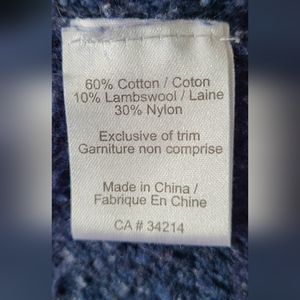 60% Cotton / Coton
10% Lambswool / Laine
30% Nylon
Exclusive of trim
Garniture non comprise
Made in China /
Fabrique En Chine
CA # 34214